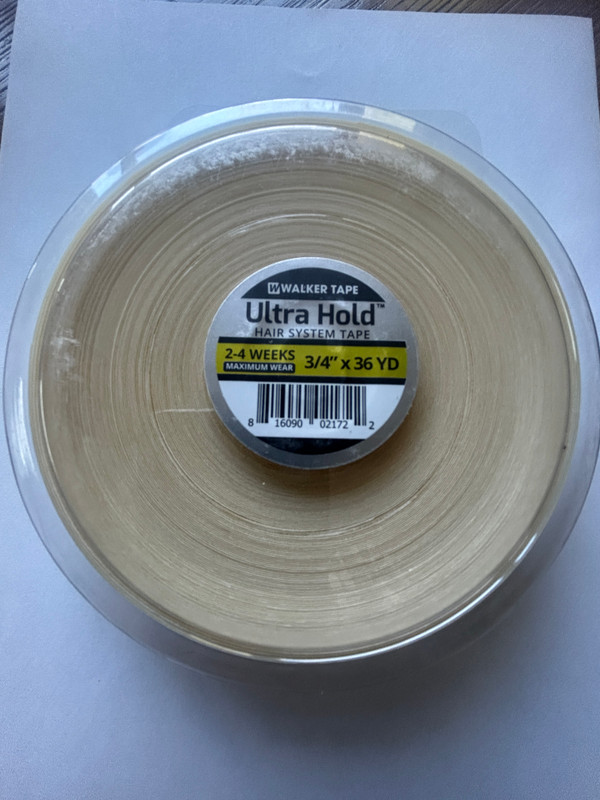 W WALKER TAPE
Ultra Hold™
HAIR SYSTEM TAPE
2-4 WEEKS
MAXIMUM WEAR
3/4" x 36 YD
8 16090 02172 2